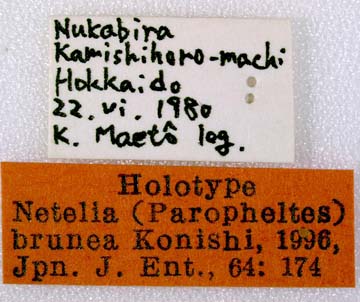 Nukabira
Kamishihoro-machi
Hokkaido
22. vi. 1980
K. Maetô leg.
Holotype
Netelia (Paropheltes)
brunea Konishi, 1996,
Jpn. J. Ent., 64: 174